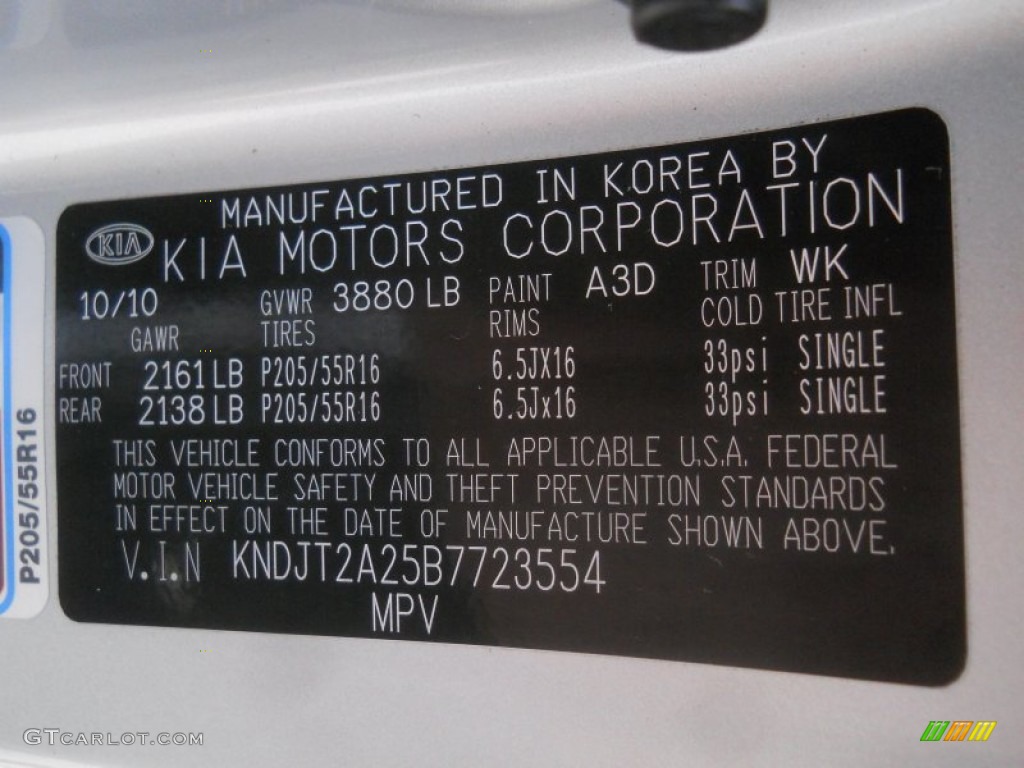 MANUFACTURED IN KOREA BY
KIA KIA MOTORS CORPORATION
10/10 GVWR 3880 LB PAINT A3D TRIM WK
GAWR TIRES RIMS COLD TIRE INFL
FRONT 2161 LB P205/55R16 6.5JX16 33psi SINGLE
REAR 2138 LB P205/55R16 6.5Jx16 33psi SINGLE
THIS VEHICLE CONFORMS TO ALL APPLICABLE U.S.A. FEDERAL
MOTOR VEHICLE SAFETY AND THEFT PREVENTION STANDARDS
IN EFFECT ON THE DATE OF MANUFACTURE SHOWN ABOVE.
V.I.N KNDJT2A25B7723554
MPV
P205/55R16
GTCARLOT.COM